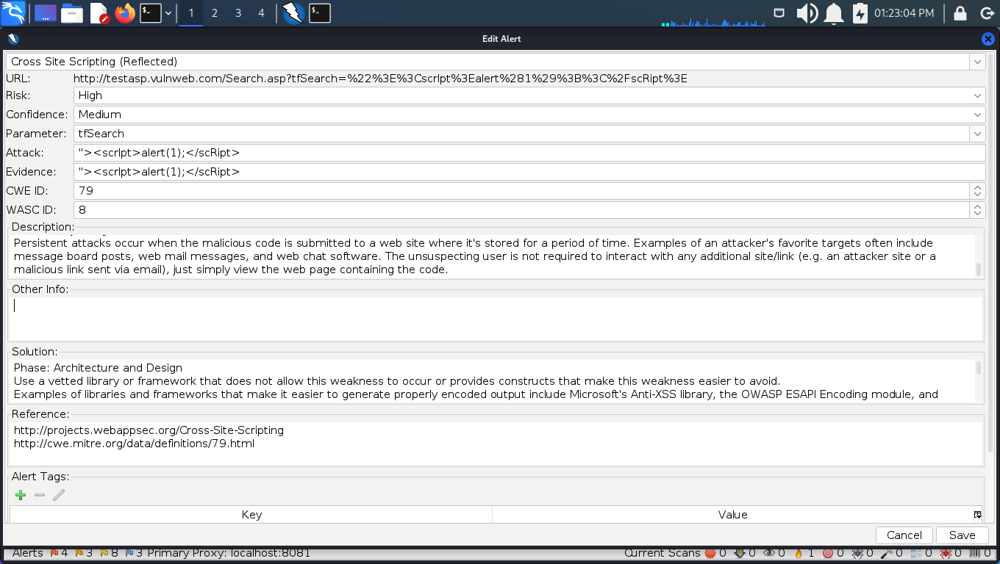 1 2 3 4 01:23:04 PM
Edit Alert
Cross Site Scripting (Reflected)
URL: http://testasp.vulnweb.com/Search.asp?tfSearch=%22%3E%3CscrIpt%3Ealert%281%29%3B%3C%2FscRipt%3E
Risk: High
Confidence: Medium
Parameter: tfSearch
Attack: "><scrIpt>alert(1);</scRipt>
Evidence: "><scrIpt>alert(1);</scRipt>
CWE ID: 79
WASC ID: 8
Description:
Persistent attacks occur when the malicious code is submitted to a web site where it's stored for a period of time. Examples of an attacker's favorite targets often include
message board posts, web mail messages, and web chat software. The unsuspecting user is not required to interact with any additional site/link (e.g. an attacker site or a
malicious link sent via email), just simply view the web page containing the code.
Other Info:
Solution:
Phase: Architecture and Design
Use a vetted library or framework that does not allow this weakness to occur or provides constructs that make this weakness easier to avoid.
Examples of libraries and frameworks that make it easier to generate properly encoded output include Microsoft's Anti-XSS library, the OWASP ESAPI Encoding module, and
Reference:
http://projects.webappsec.org/Cross-Site-Scripting
http://cwe.mitre.org/data/definitions/79.html
Alert Tags:
Key Value
Cancel Save
Alerts 4 3 8 3 Primary Proxy: localhost:8081 Current Scans 0 0 0 1 0 0 0 0 0 0